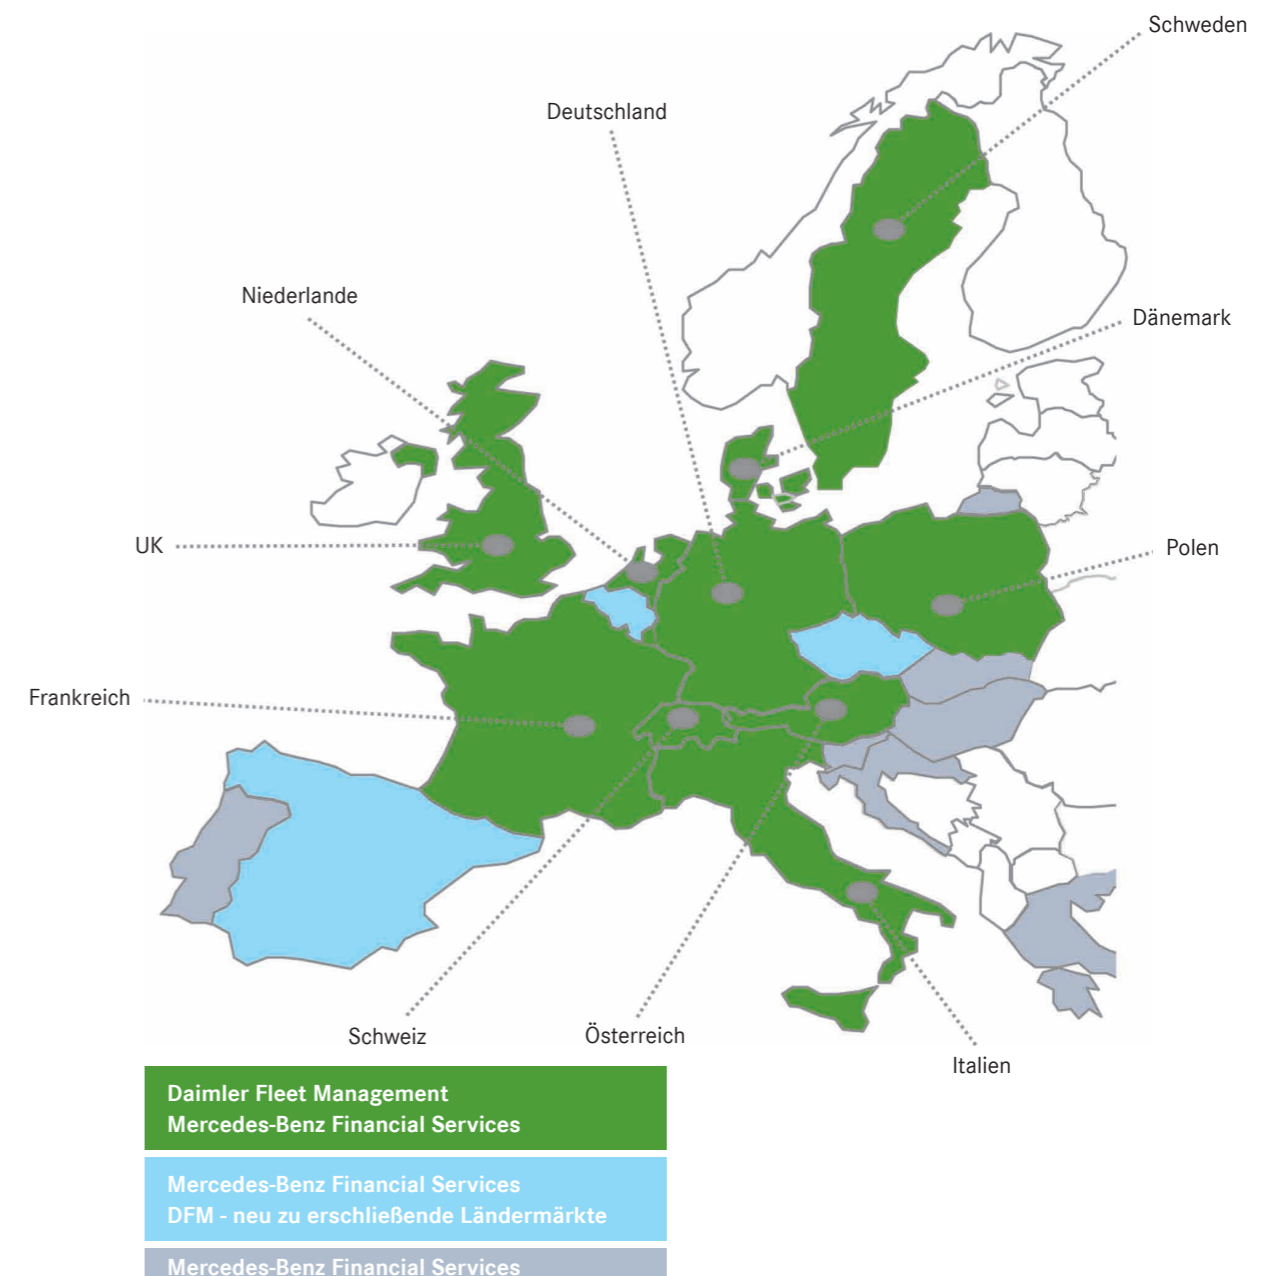 Schweden
Deutschland
Niederlande
Dänemark
UK
Polen
Frankreich
Schweiz
Österreich
Italien
Daimler Fleet Management
Mercedes-Benz Financial Services
Mercedes-Benz Financial Services
DFM - neu zu erschließende Ländermärkte
Mercedes-Benz Financial Services